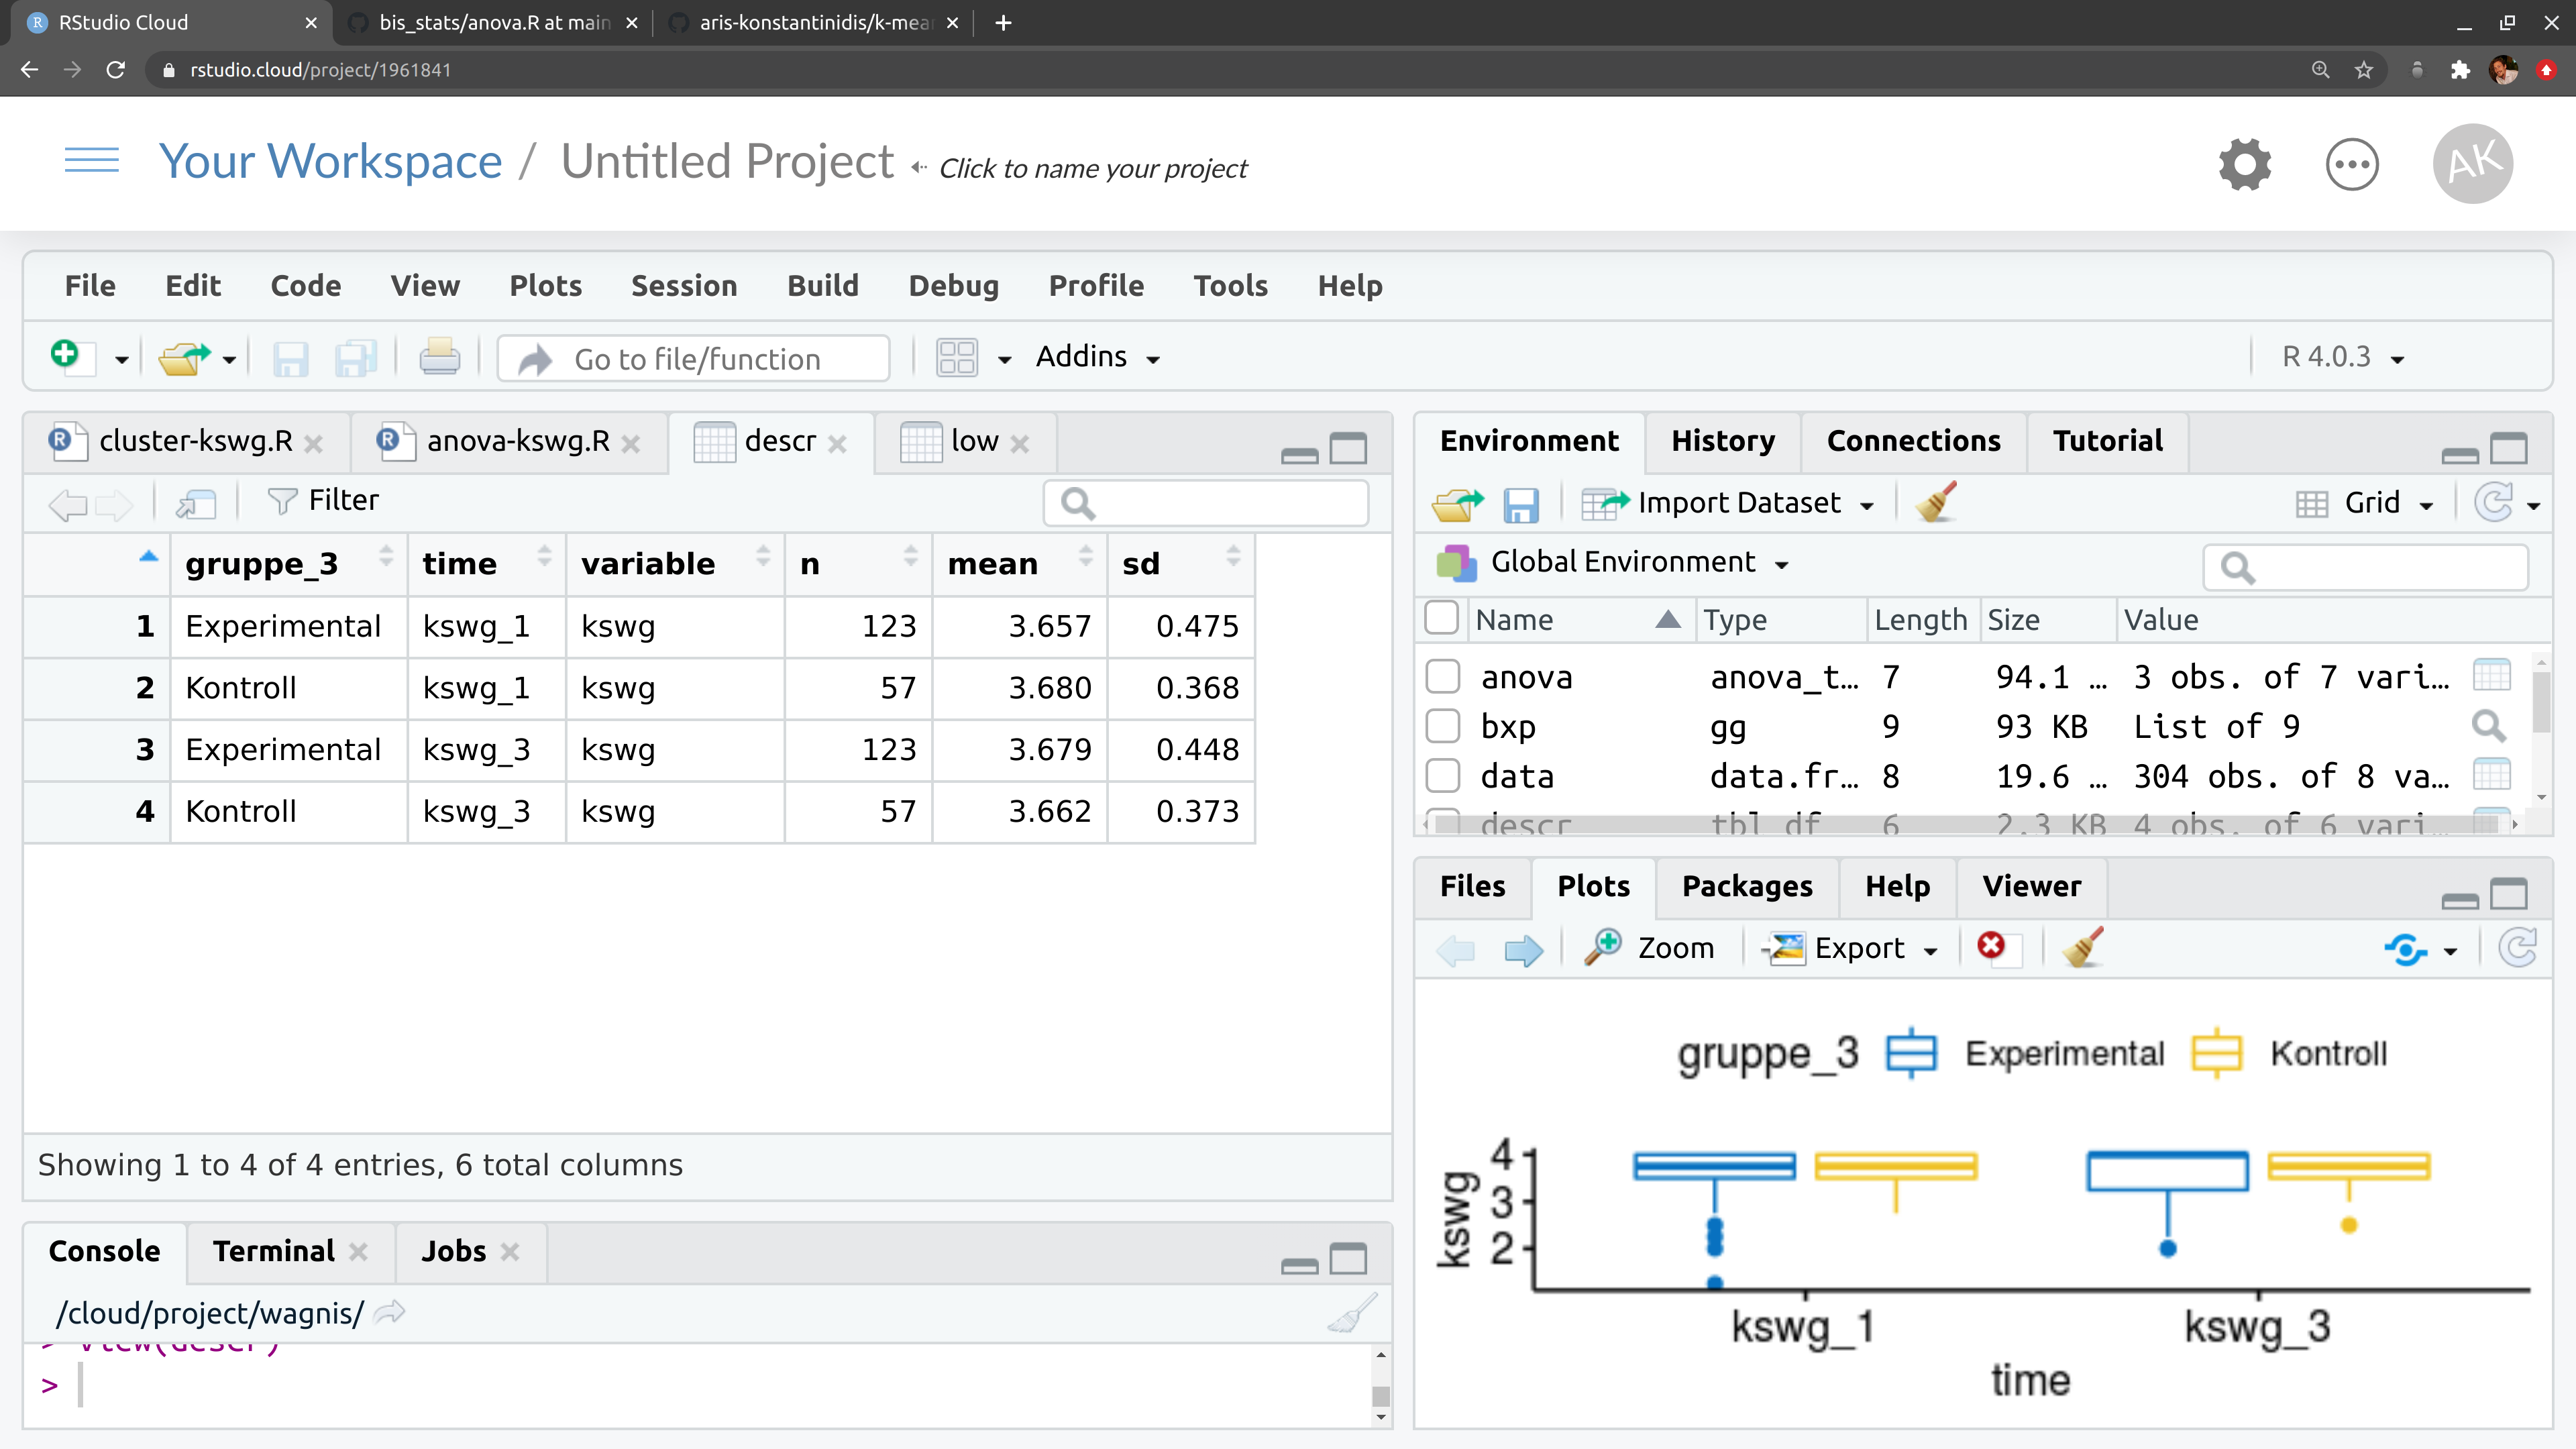 RStudio Cloud
bis_stats/anova.R at main
aris-konstantinidis/k-mea
rstudio.cloud/project/1961841
Your Workspace / Untitled Project Click to name your project
AK
File Edit Code View Plots Session Build Debug Profile Tools Help
Go to file/function Addins R 4.0.3
cluster-kswg.R anova-kswg.R descr low
Filter
gruppe_3 time variable n mean sd
1 Experimental kswg_1 kswg 123 3.657 0.475
2 Kontroll kswg_1 kswg 57 3.680 0.368
3 Experimental kswg_3 kswg 123 3.679 0.448
4 Kontroll kswg_3 kswg 57 3.662 0.373
Showing 1 to 4 of 4 entries, 6 total columns
Console Terminal Jobs
/cloud/project/wagnis/
> View(descr)
>
Environment History Connections Tutorial
Import Dataset Grid
Global Environment
Name Type Length Size Value
anova anova_t… 7 94.1 … 3 obs. of 7 vari…
bxp gg 9 93 KB List of 9
data data.fr… 8 19.6 … 304 obs. of 8 va…
descr tbl_df 6 2.3 KB 4 obs. of 6 vari…
Files Plots Packages Help Viewer
Zoom Export
gruppe_3 Experimental Kontroll
kswg
4
3
2
kswg_1 kswg_3
time